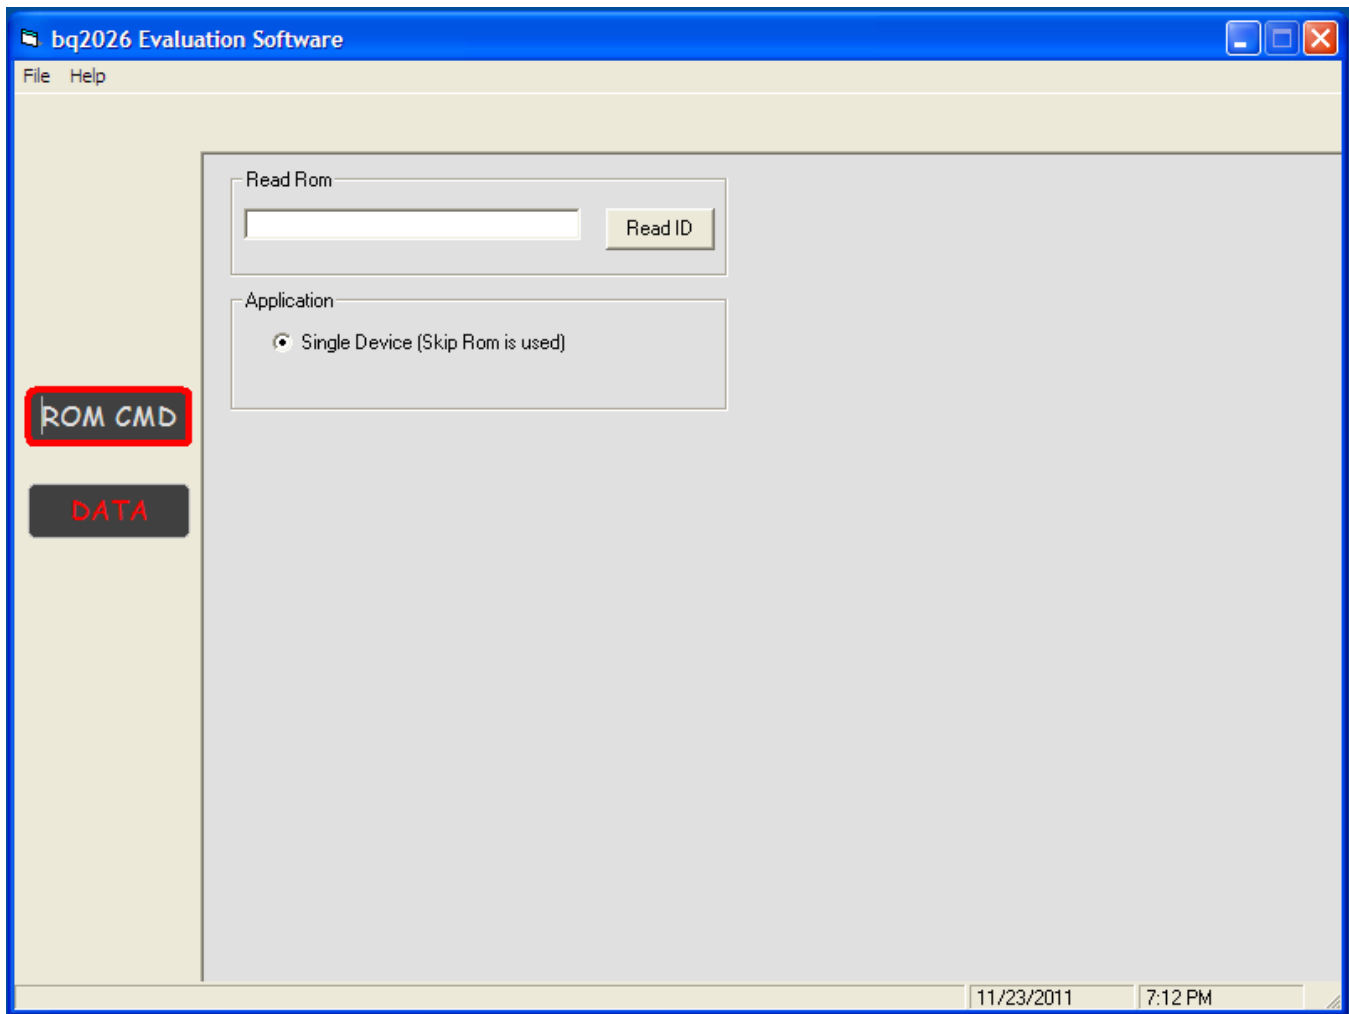 bq2026 Evaluation Software
File Help
Read Rom
Read ID
Application
Single Device (Skip Rom is used)
ROM CMD
DATA
11/23/2011 7:12 PM